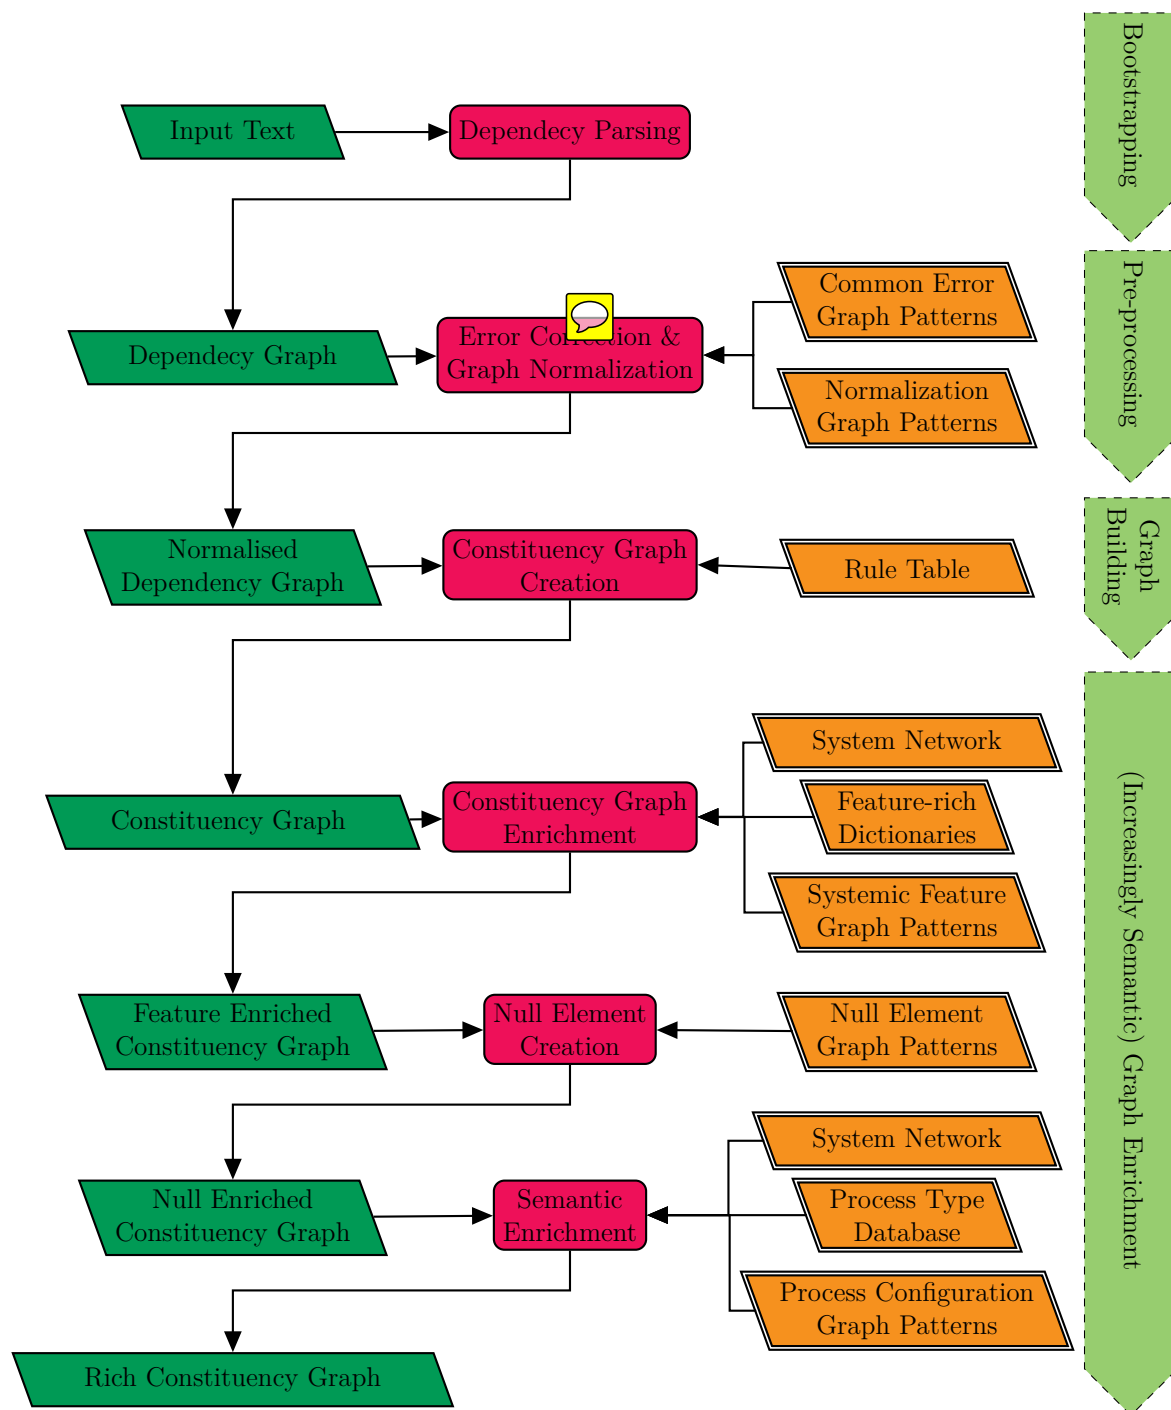 Bootstrapping
Input Text
Dependecy Parsing
Pre-processing
Common Error
Graph Patterns
Dependecy Graph
Error Correction &
Graph Normalization
Normalization
Graph Patterns
Graph
Building
Normalised
Dependency Graph
Constituency Graph
Creation
Rule Table
(Increasingly Semantic) Graph Enrichment
System Network
Constituency Graph
Constituency Graph
Enrichment
Feature-rich
Dictionaries
Systemic Feature
Graph Patterns
Feature Enriched
Constituency Graph
Null Element
Creation
Null Element
Graph Patterns
System Network
Null Enriched
Constituency Graph
Semantic
Enrichment
Process Type
Database
Process Configuration
Graph Patterns
Rich Constituency Graph